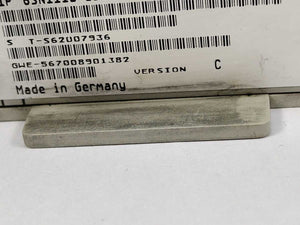 S T-S62007936
GWE-567008901382
VERSION C
Made in Germany